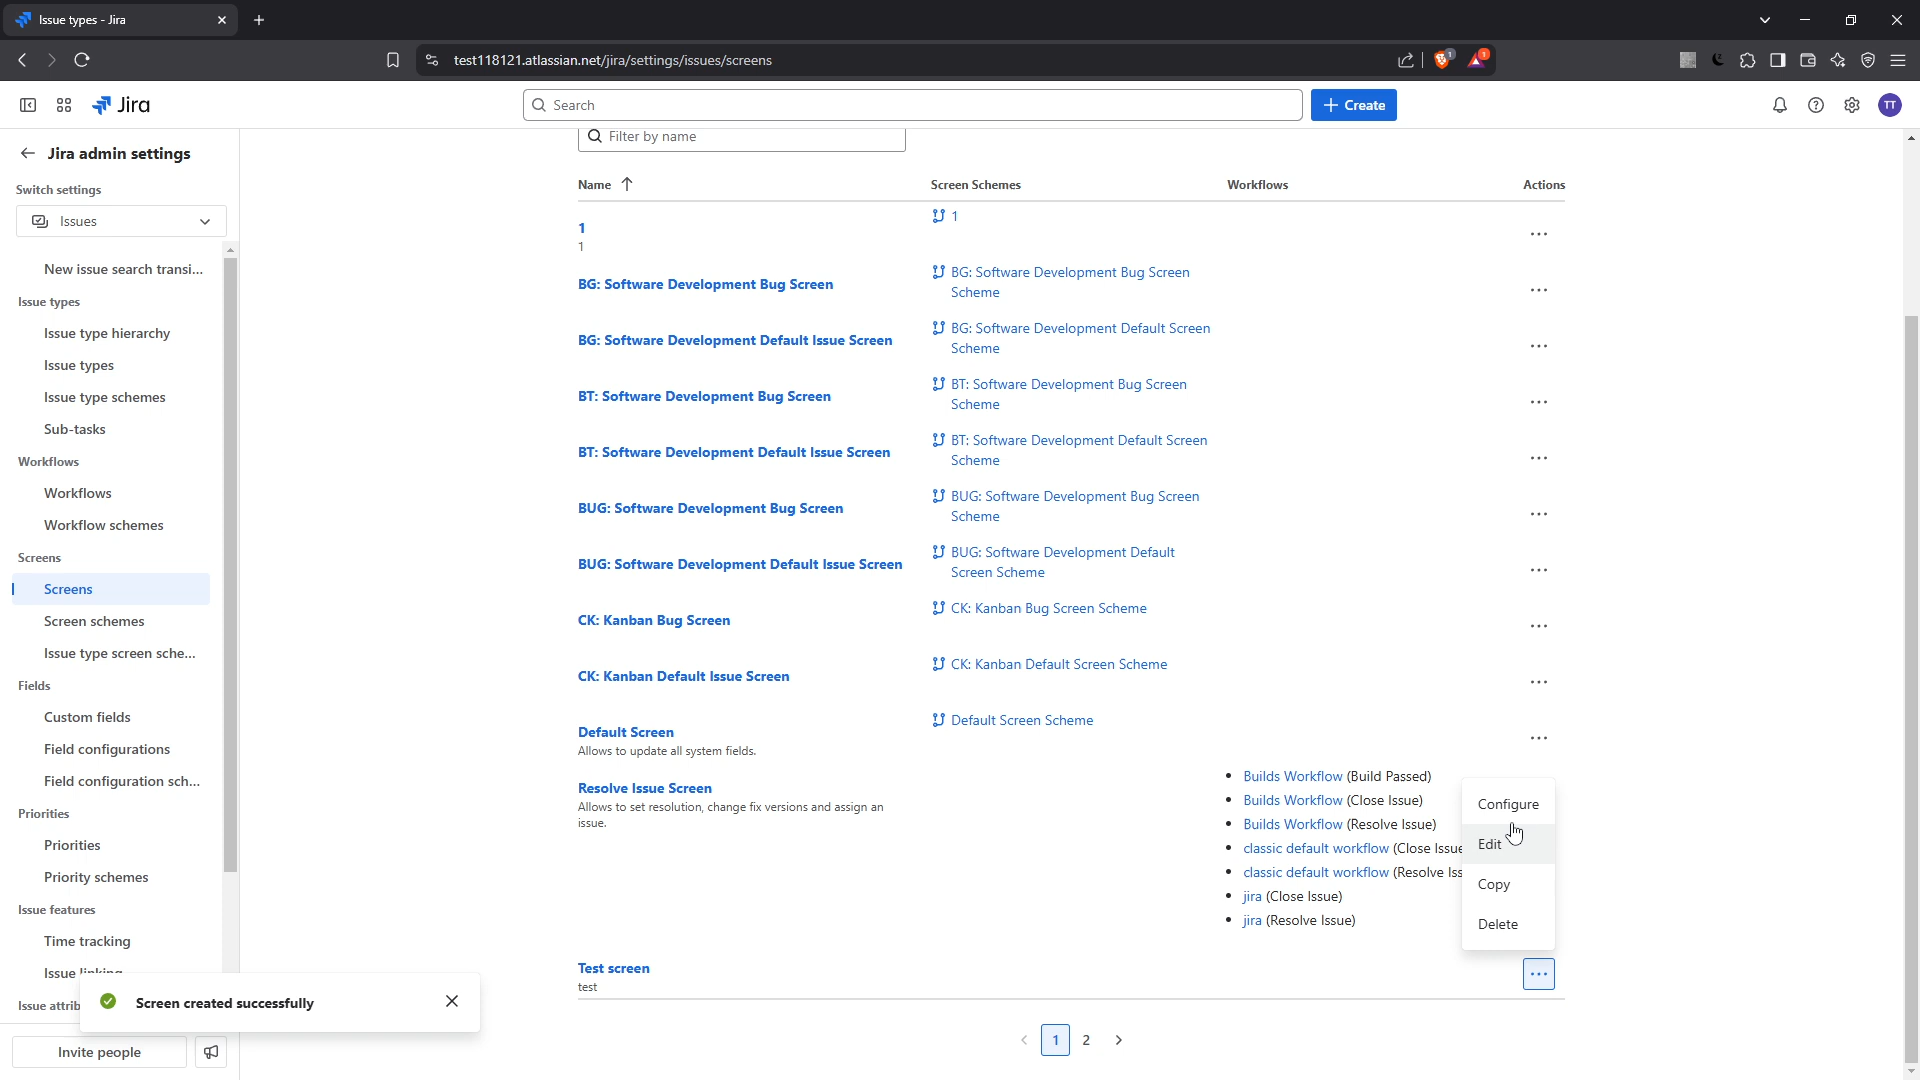 Issue types - Jira
test118121.atlassian.net/jira/settings/issues/screens
1
1
Jira
Search
Create
TT
Jira admin settings
Switch settings
Issues
New issue search transi...
Issue types
Issue type hierarchy
Issue types
Issue type schemes
Sub-tasks
Workflows
Workflows
Workflow schemes
Screens
Screens
Screen schemes
Issue type screen sche...
Fields
Custom fields
Field configurations
Field configuration sch...
Priorities
Priorities
Priority schemes
Issue features
Time tracking
Issue linking
Issue attrib
Invite people
Screen created successfully
Filter by name
Name
Screen Schemes
Workflows
Actions
1
1
1
BG: Software Development Bug Screen
BG: Software Development Bug Screen
Scheme
BG: Software Development Default Issue Screen
BG: Software Development Default Screen
Scheme
BT: Software Development Bug Screen
BT: Software Development Bug Screen
Scheme
BT: Software Development Default Issue Screen
BT: Software Development Default Screen
Scheme
BUG: Software Development Bug Screen
BUG: Software Development Bug Screen
Scheme
BUG: Software Development Default Issue Screen
BUG: Software Development Default
Screen Scheme
CK: Kanban Bug Screen
CK: Kanban Bug Screen Scheme
CK: Kanban Default Issue Screen
CK: Kanban Default Screen Scheme
Default Screen
Allows to update all system fields.
Default Screen Scheme
Resolve Issue Screen
Allows to set resolution, change fix versions and assign an
issue.
Builds Workflow (Build Passed)
Builds Workflow (Close Issue)
Builds Workflow (Resolve Issue)
classic default workflow (Close Issue
classic default workflow (Resolve Iss
jira (Close Issue)
jira (Resolve Issue)
Configure
Edit
Copy
Delete
Test screen
test
1
2